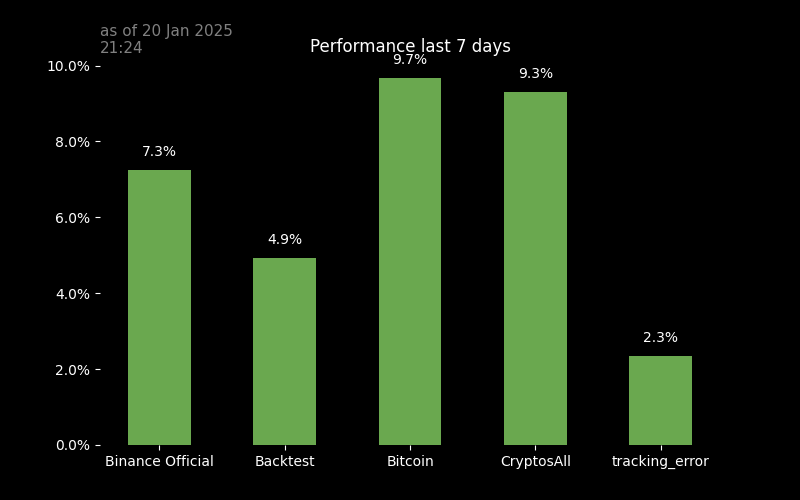 as of 20 Jan 2025
21:24
Performance last 7 days
10.0%
8.0%
6.0%
4.0%
2.0%
0.0%
7.3%
4.9%
9.7%
9.3%
2.3%
Binance Official
Backtest
Bitcoin
CryptosAll
tracking_error